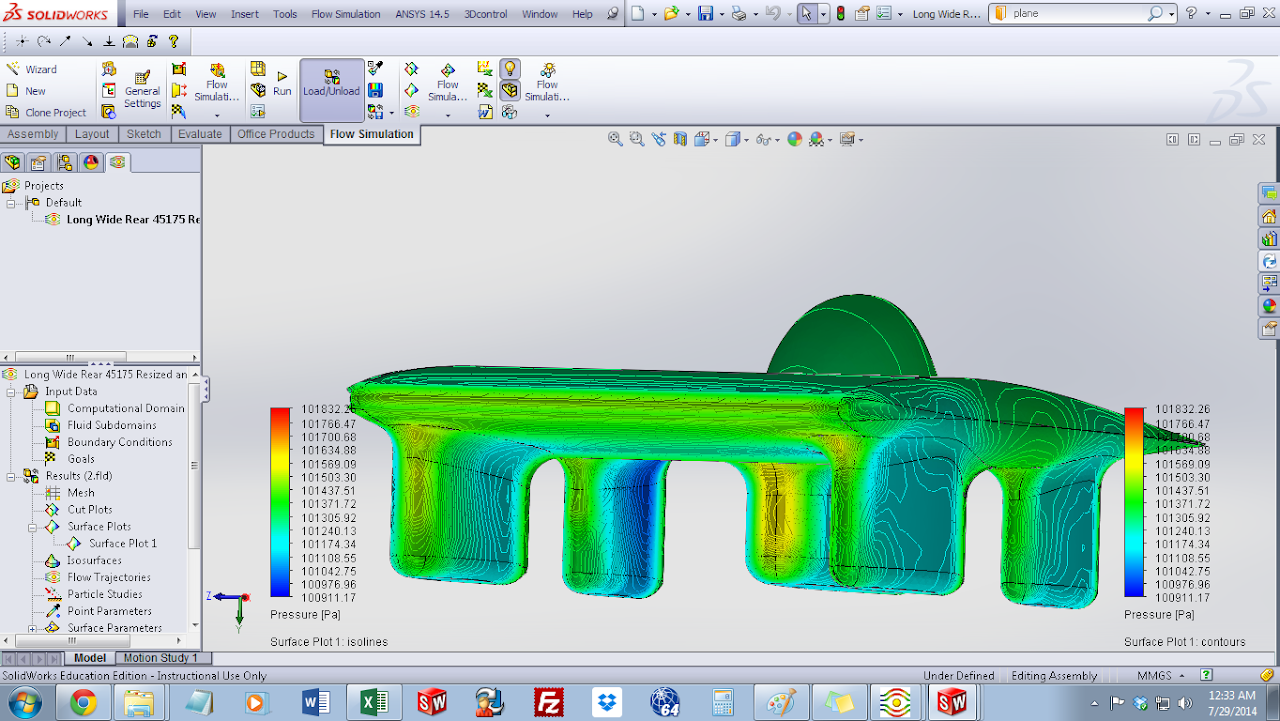 SOLIDWORKS File Edit View Insert Tools Flow Simulation ANSYS 14.5 3Dcontrol Window Help Long Wide R... plane
Wizard
New
Clone Project
General Settings
Flow Simulati...
Run
Load/Unload
Flow Simula...
Flow Simulati...
Assembly Layout Sketch Evaluate Office Products Flow Simulation
Projects
Default
Long Wide Rear 45175 Re
Long Wide Rear 45175 Resized an
Input Data
Computational Domain
Fluid Subdomains
Boundary Conditions
Goals
Results (2.fld)
Mesh
Cut Plots
Surface Plots
Surface Plot 1
Isosurfaces
Flow Trajectories
Particle Studies
Point Parameters
Surface Parameters
101832.2
101766.47
101700.68
101634.88
101569.09
101503.30
101437.51
101371.72
101305.92
101240.13
101174.34
101108.55
101042.75
100976.96
100911.17
Pressure [Pa]
Surface Plot 1: isolines
Z
Y
101832.26
101766.47
101700.68
101634.88
101569.09
101503.30
101437.51
101371.72
101305.92
101240.13
101174.34
101108.55
101042.75
100976.96
100911.17
Pressure [Pa]
Surface Plot 1: contours
Model Motion Study 1
SolidWorks Education Edition - Instructional Use Only Under Defined Editing Assembly MMGS
64
12:33 AM
7/29/2014